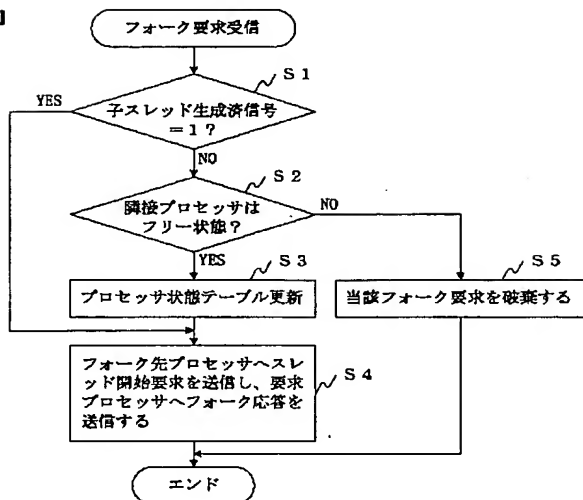 フォーク要求受信
S1
YES
子スレッド生成済信号
=1?
NO
S2
隣接プロセッサは
フリー状態?
NO
YES
S3
S5
プロセッサ状態テーブル更新
当該フォーク要求を破棄する
フォーク先プロセッサへスレ
ッド開始要求を送信し、要求
プロセッサへフォーク応答を
送信する
S4
エンド